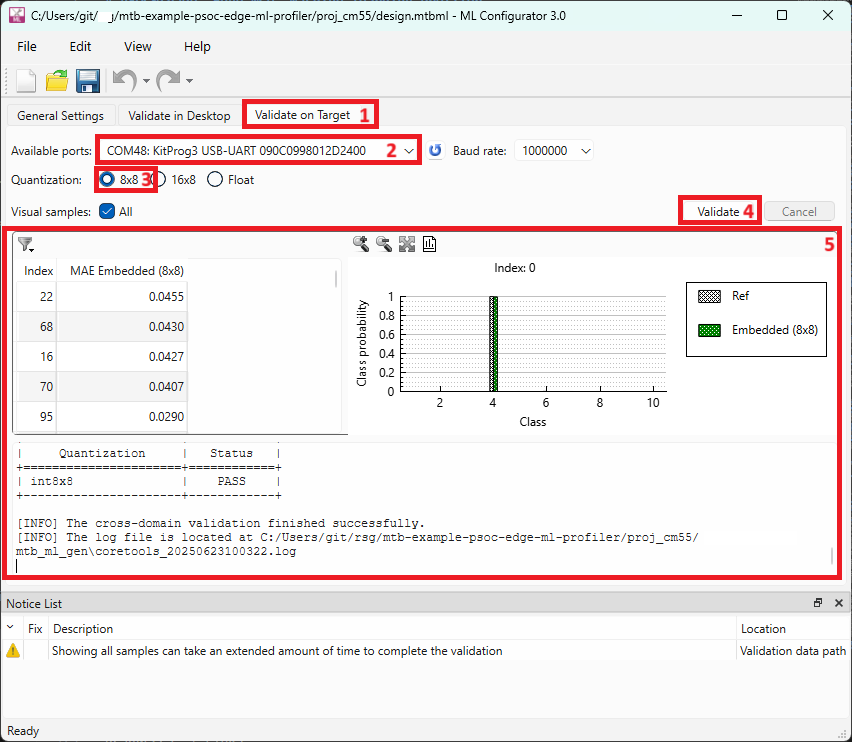 ML C:/Users/git/ g/mtb-example-psoc-edge-ml-profiler/proj_cm55/design.mtbml - ML Configurator 3.0
File Edit View Help
General Settings Validate in Desktop Validate on Target 1
Available ports: COM48: KitProg3 USB-UART 090C0998012D2400 2 Baud rate: 1000000
Quantization: 8x8 3 16x8 Float
Visual samples: All Validate 4 Cancel
5
Index MAE Embedded (8x8)
22 0.0455
68 0.0430
16 0.0427
70 0.0407
95 0.0290
Index: 0
Class probability
1
0.8
0.6
0.4
0.2
0
2 4 6 8 10
Class
Ref
Embedded (8x8)
| Quantization | Status |
+======================+============+
| int8x8 | PASS |
+----------------------+------------+
[INFO] The cross-domain validation finished successfully.
[INFO] The log file is located at C:/Users/git/rsg/mtb-example-psoc-edge-ml-profiler/proj_cm55/
mtb_ml_gen\coretools_20250623100322.log
Notice List
Fix Description Location
Showing all samples can take an extended amount of time to complete the validation Validation data path
Ready